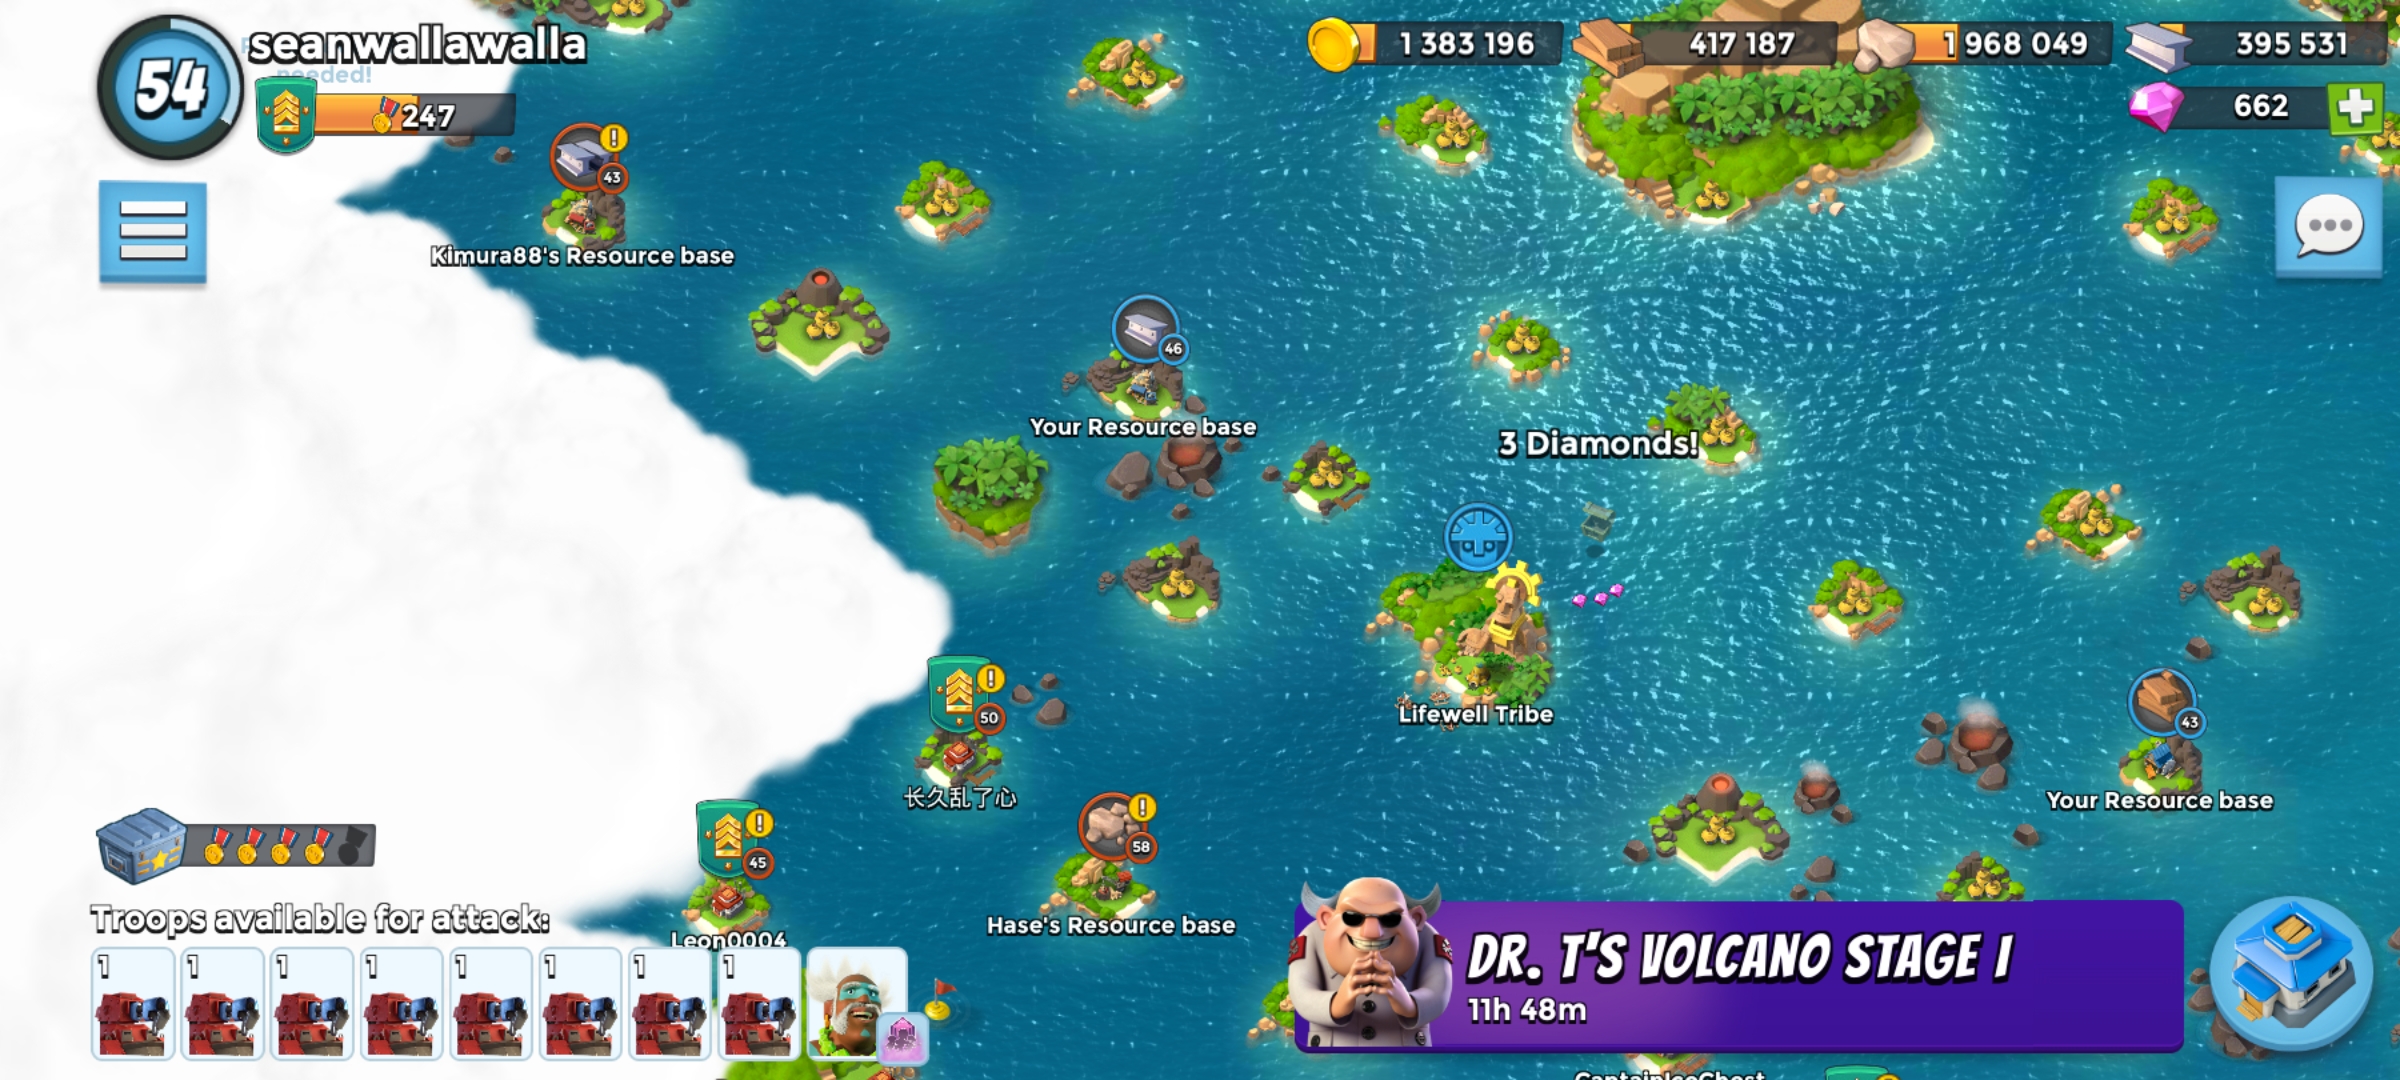 54
seanwallawalla
needed!
247
1 383 196
417 187
1 968 049
395 531
662
43
Kimura88's Resource base
46
Your Resource base
3 Diamonds!
Lifewell Tribe
50
长久乱了心
43
Your Resource base
45
Leon0004
58
Hase's Resource base
Troops available for attack:
1 1 1 1 1 1 1 1
DR. T'S VOLCANO STAGE I
11h 48m